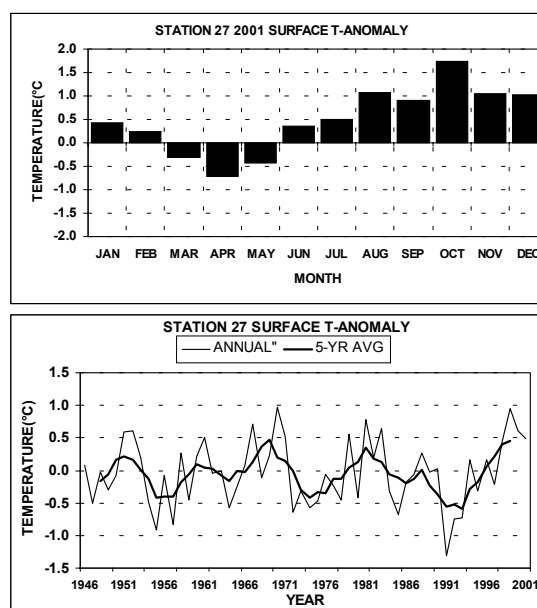 STATION 27 2001 SURFACE T-ANOMALY
TEMPERATURE(°C)
2.0
1.5
1.0
0.5
0.0
-0.5
-1.0
-1.5
-2.0
JAN FEB MAR APR MAY JUN JUL AUG SEP OCT NOV DEC
MONTH
STATION 27 SURFACE T-ANOMALY
ANNUAL" 5-YR AVG
TEMPERATURE(°C)
1.5
1.0
0.5
0.0
-0.5
-1.0
-1.5
1946 1951 1956 1961 1966 1971 1976 1981 1986 1991 1996 2001
YEAR